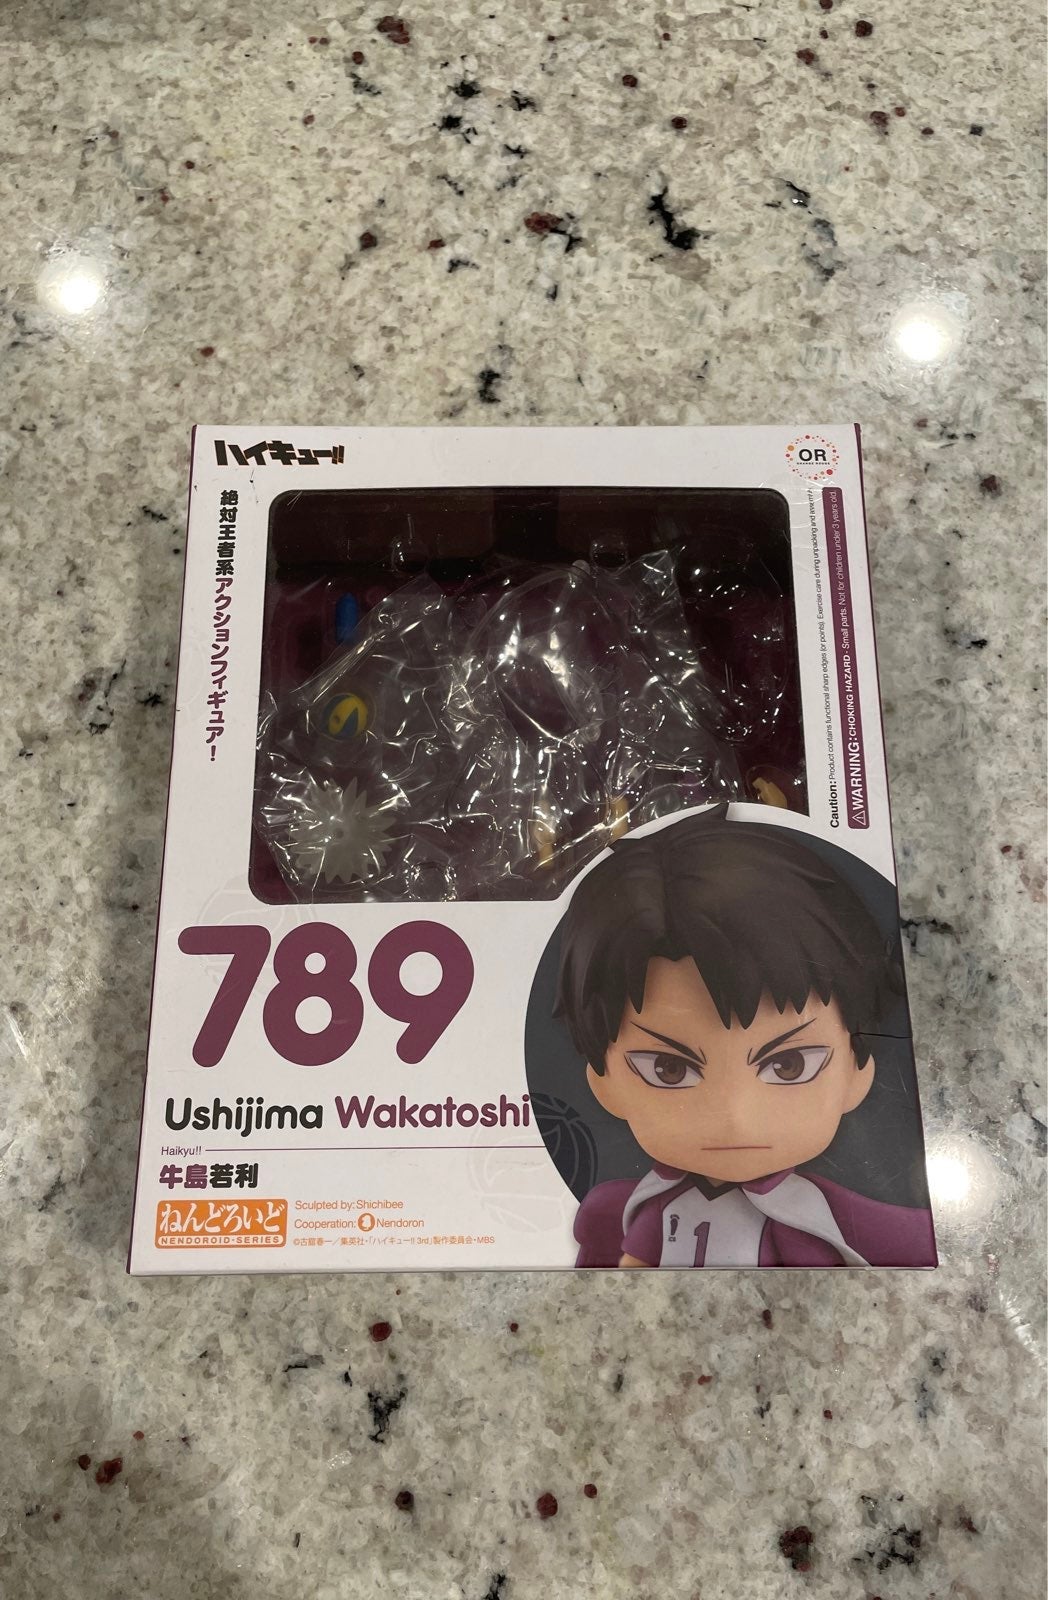 ハイキュー!!
OR
ORANGE ROUGE
絶対王者系アクションフィギュア!
Caution: Product contains functional sharp edges (or points). Exercise care during unpacking and assembly.
⚠WARNING: CHOKING HAZARD - Small parts. Not for children under 3 years old.
789
Ushijima Wakatoshi
Haikyu!!
牛島若利
ねんどろいど
NENDOROID-SERIES
Sculpted by: Shichibee
Cooperation: Nendoron
©古舘春一/集英社・「ハイキュー!! 3rd」製作委員会・MBS
1